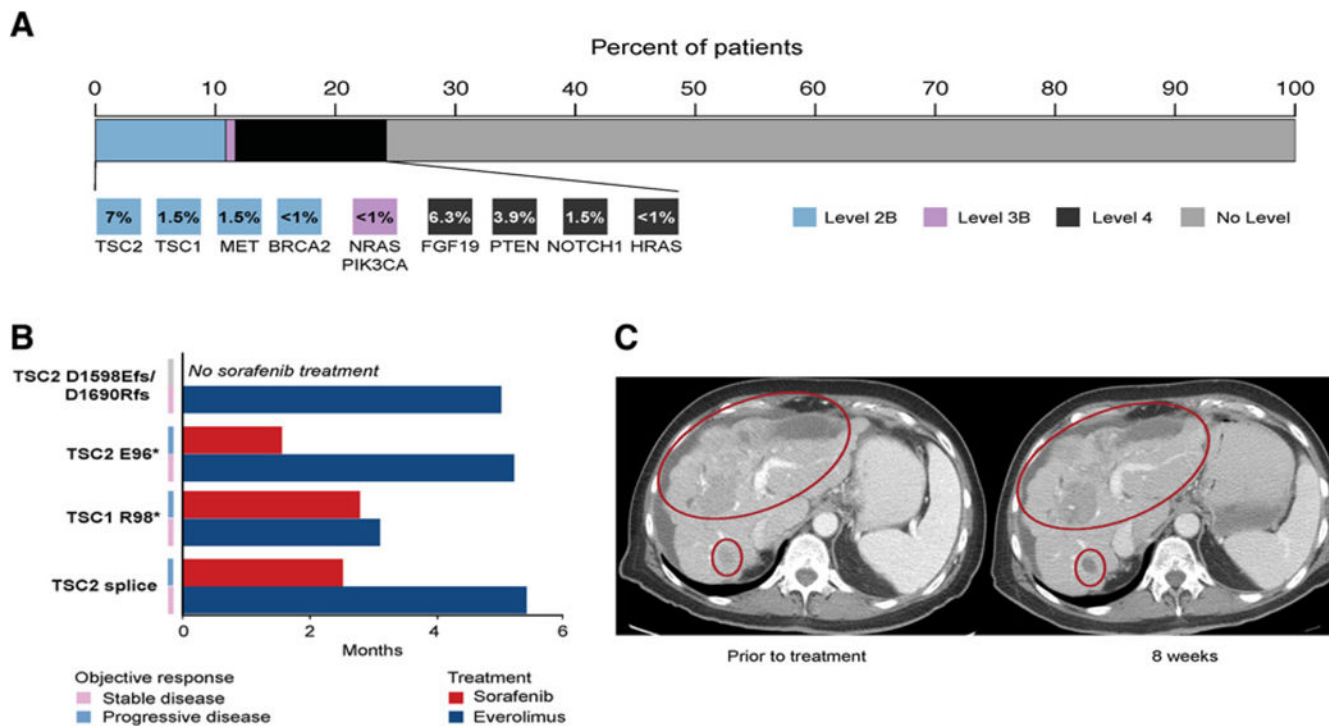 A
Percent of patients
0 10 20 30 40 50 60 70 80 90 100
7% 1.5% 1.5% <1% <1% 6.3% 3.9% 1.5% <1%
TSC2 TSC1 MET BRCA2 NRAS FGF19 PTEN NOTCH1 HRAS
PIK3CA
Level 2B Level 3B Level 4 No Level
B
TSC2 D1598Efs/
D1690Rfs
No sorafenib treatment
TSC2 E96*
TSC1 R98*
TSC2 splice
0 2 4 6
Months
Objective response
Stable disease
Progressive disease
Treatment
Sorafenib
Everolimus
C
Prior to treatment
8 weeks